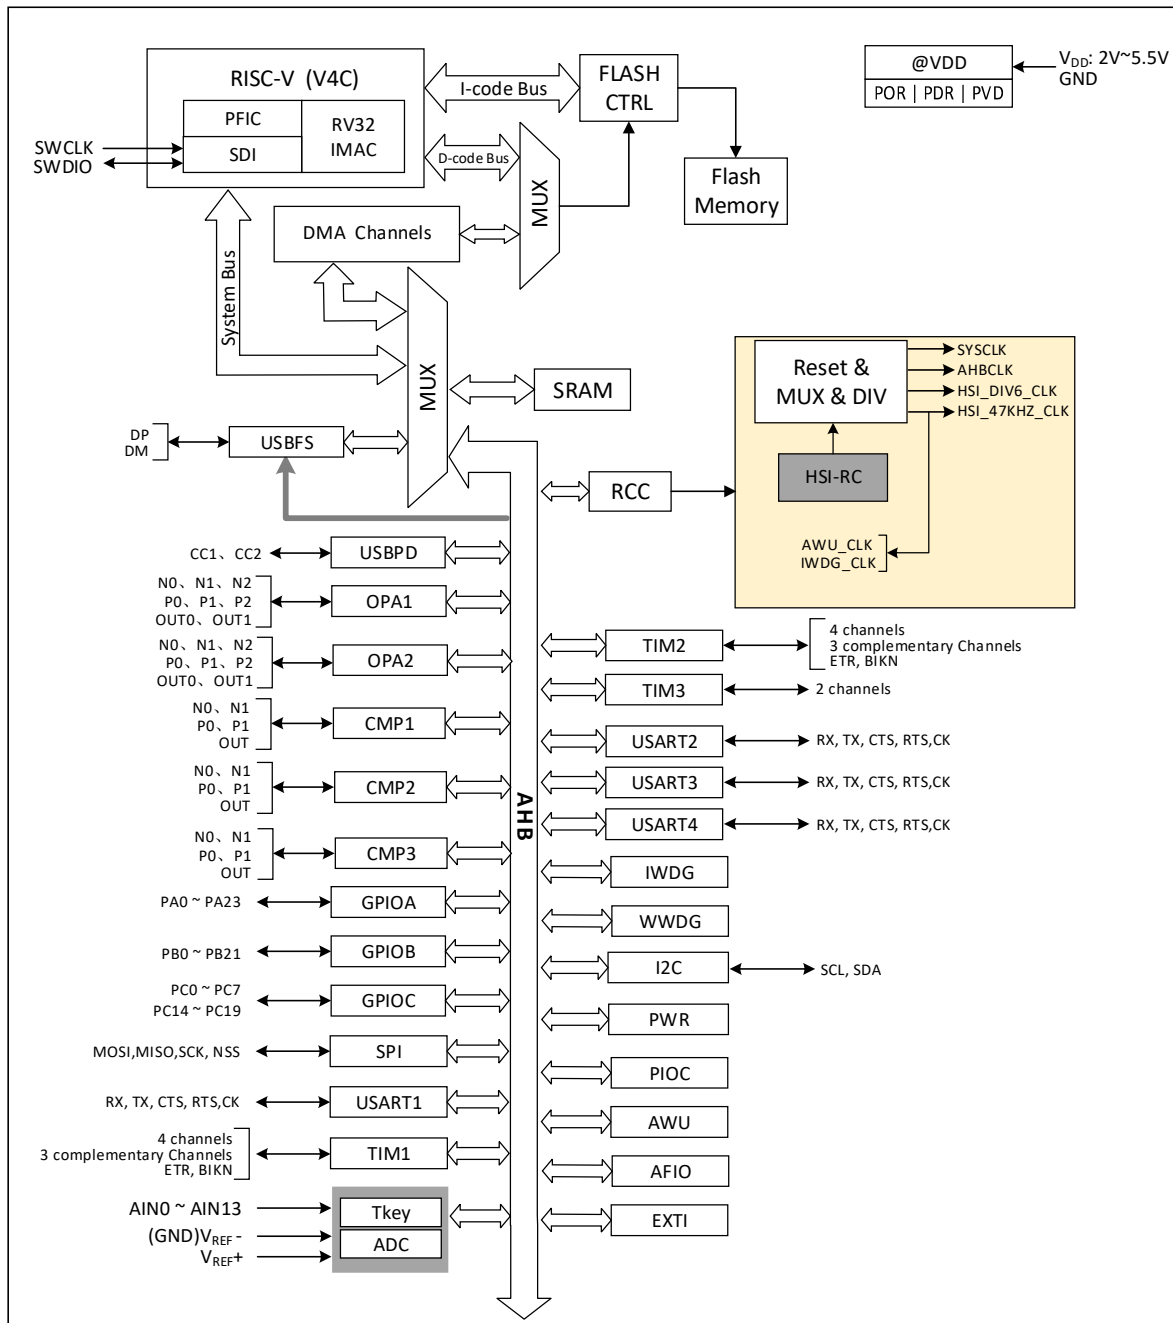 RISC-V (V4C)
PFIC
SDI
RV32
IMAC
SWCLK
SWDIO
I-code Bus
D-code Bus
FLASH
CTRL
Flash
Memory
@VDD
POR | PDR | PVD
VDD: 2V~5.5V
GND
MUX
DMA Channels
System Bus
MUX
SRAM
DP
DM
USBFS
RCC
Reset &
MUX & DIV
HSI-RC
SYSCLK
AHBCLK
HSI_DIV6_CLK
HSI_47KHZ_CLK
AWU_CLK
IWDG_CLK
AHB
CC1、CC2
USBPD
N0、N1、N2
P0、P1、P2
OUT0、OUT1
OPA1
N0、N1、N2
P0、P1、P2
OUT0、OUT1
OPA2
N0、N1
P0、P1
OUT
CMP1
N0、N1
P0、P1
OUT
CMP2
N0、N1
P0、P1
OUT
CMP3
PA0 ~ PA23
GPIOA
PB0 ~ PB21
GPIOB
PC0 ~ PC7
PC14 ~ PC19
GPIOC
MOSI,MISO,SCK, NSS
SPI
RX, TX, CTS, RTS,CK
USART1
4 channels
3 complementary Channels
ETR, BIKN
TIM1
AIN0 ~ AIN13
(GND)VREF -
VREF+
Tkey
ADC
TIM2
4 channels
3 complementary Channels
ETR, BIKN
TIM3
2 channels
USART2
RX, TX, CTS, RTS,CK
USART3
RX, TX, CTS, RTS,CK
USART4
RX, TX, CTS, RTS,CK
IWDG
WWDG
I2C
SCL, SDA
PWR
PIOC
AWU
AFIO
EXTI